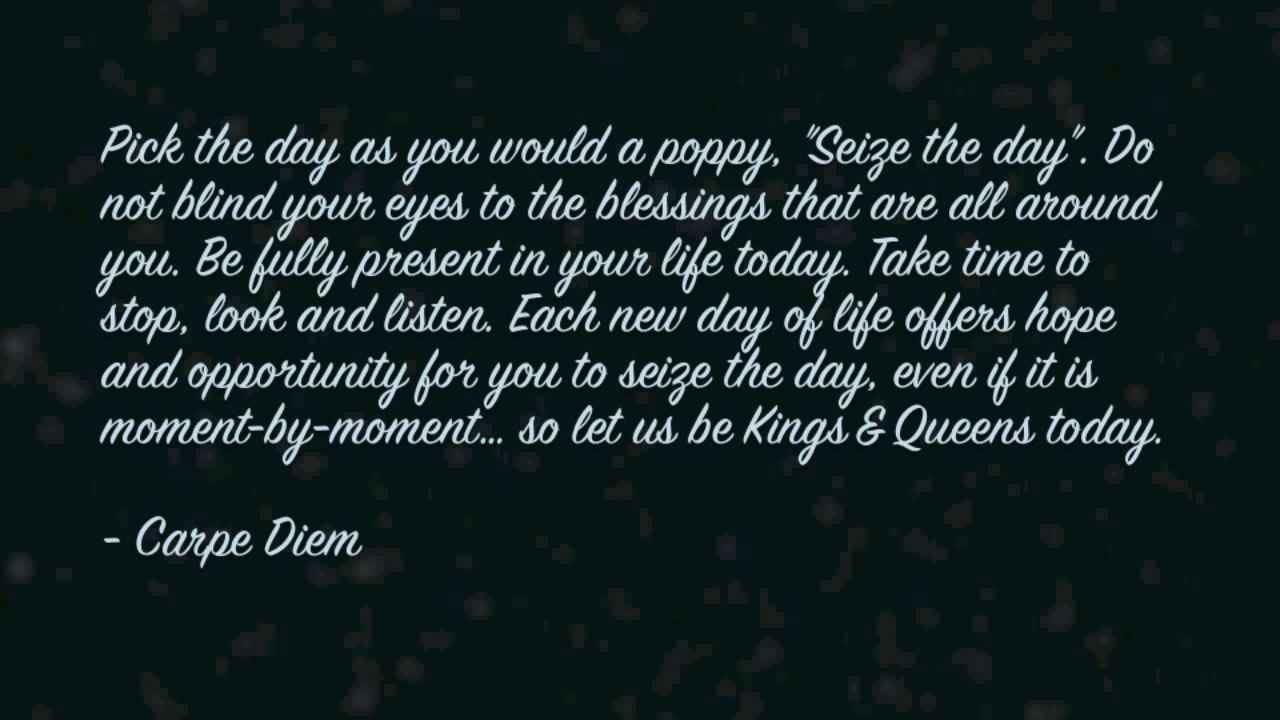 Pick the day as you would a poppy, "Seize the day". Do
not blind your eyes to the blessings that are all around
you. Be fully present in your life today. Take time to
stop, look and listen. Each new day of life offers hope
and opportunity for you to seize the day, even if it is
moment-by-moment... so let us be Kings & Queens today.
- Carpe Diem